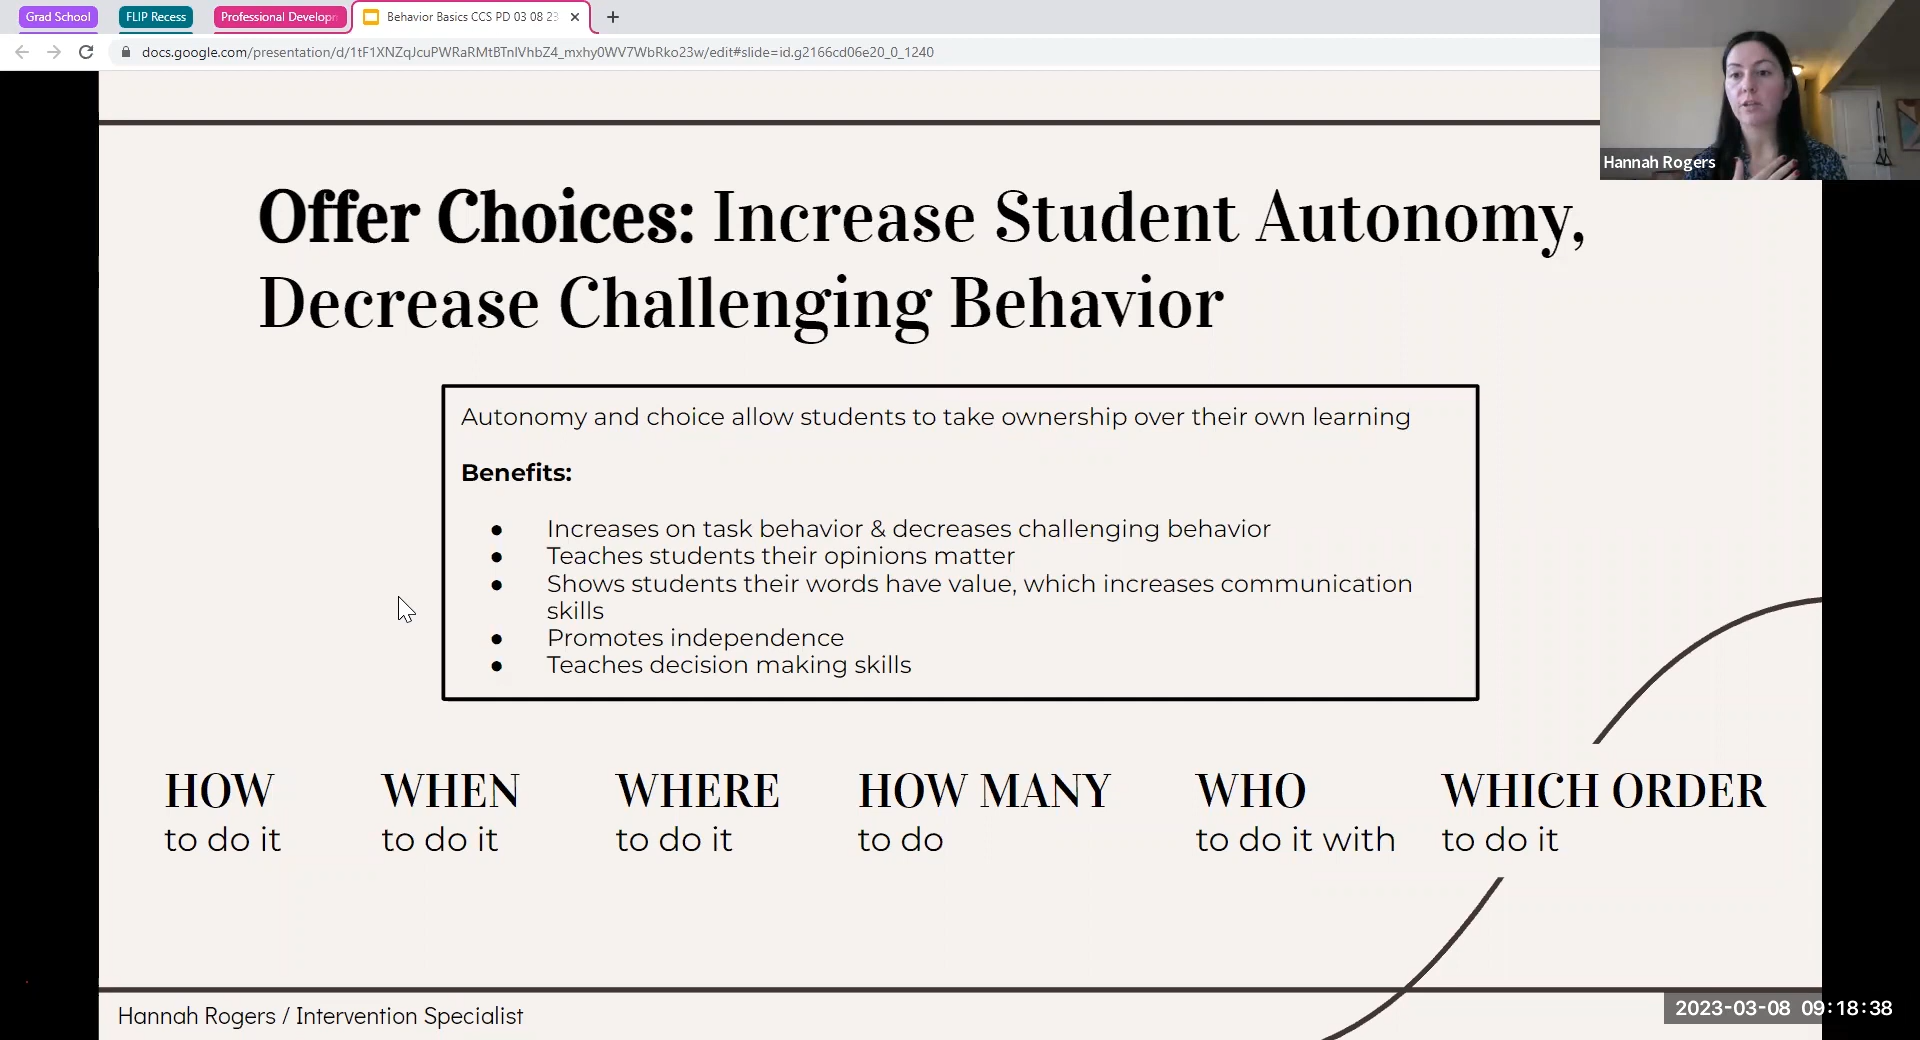 Grad School
FLIP Recess
Professional Developm
Behavior Basics CCS PD 03 08 23
docs.google.com/presentation/d/1tF1XNZqJcuPWRaRMtBTnlVhbZ4_mxhy0WV7WbRko23w/edit#slide=id.g2166cd06e20_0_1240
Hannah Rogers
Offer Choices: Increase Student Autonomy,
Decrease Challenging Behavior
Autonomy and choice allow students to take ownership over their own learning
Benefits:
● Increases on task behavior & decreases challenging behavior
● Teaches students their opinions matter
● Shows students their words have value, which increases communication
skills
● Promotes independence
● Teaches decision making skills
HOW WHEN WHERE HOW MANY WHO WHICH ORDER
to do it to do it to do it to do to do it with to do it
Hannah Rogers / Intervention Specialist
2023-03-08 09:18:38